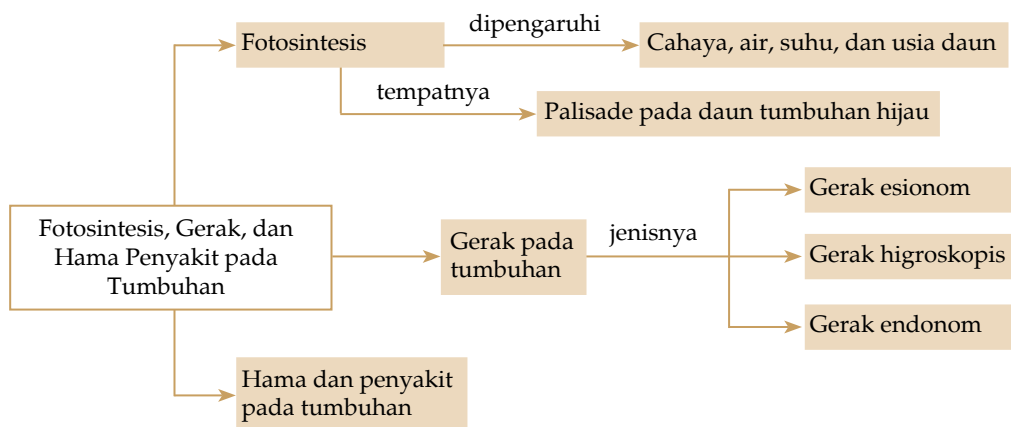 dipengaruhi
Fotosintesis
Cahaya, air, suhu, dan usia daun
tempatnya
Palisade pada daun tumbuhan hijau
Fotosintesis, Gerak, dan
Hama Penyakit pada
Tumbuhan
Gerak pada
tumbuhan
jenisnya
Gerak esionom
Gerak higroskopis
Gerak endonom
Hama dan penyakit
pada tumbuhan